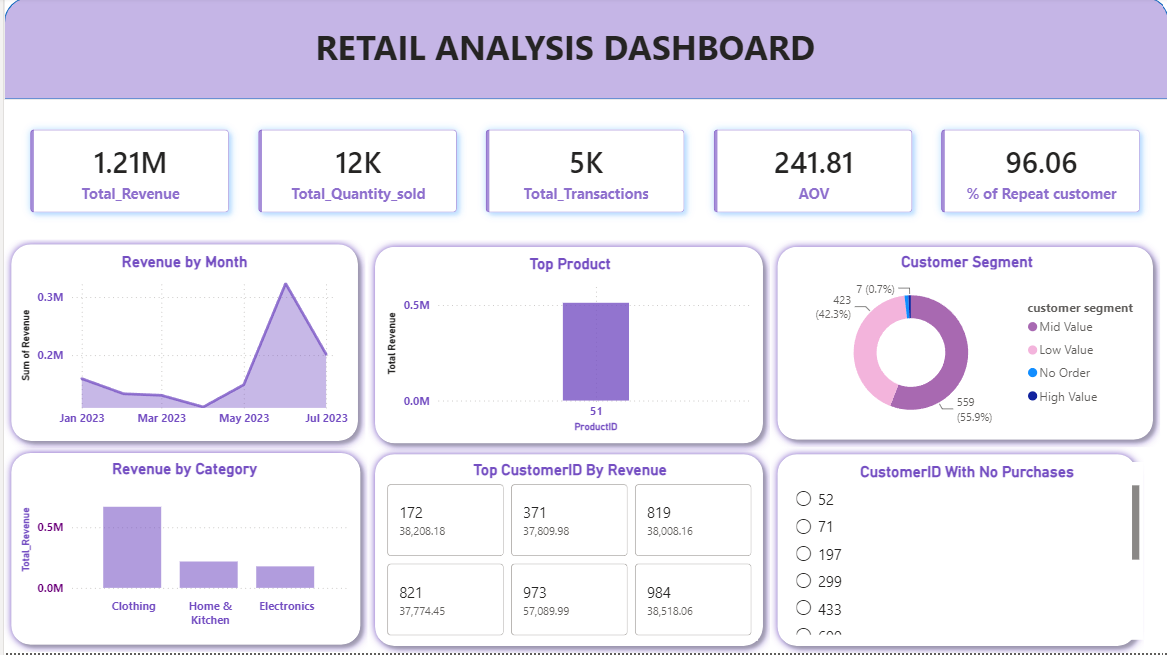 RETAIL ANALYSIS DASHBOARD
1.21M
Total_Revenue
12K
Total_Quantity_sold
5K
Total_Transactions
241.81
AOV
96.06
% of Repeat customer
Revenue by Month
Sum of Revenue
0.3M
0.2M
Jan 2023
Mar 2023
May 2023
Jul 2023
Top Product
Total Revenue
0.5M
0.0M
51
ProductID
Customer Segment
7 (0.7%)
423
(42.3%)
559
(55.9%)
customer segment
Mid Value
Low Value
No Order
High Value
Revenue by Category
Total_Revenue
0.5M
0.0M
Clothing
Home &
Kitchen
Electronics
Top CustomerID By Revenue
172
38,208.18
371
37,809.98
819
38,008.16
821
37,774.45
973
57,089.99
984
38,518.06
CustomerID With No Purchases
52
71
197
299
433